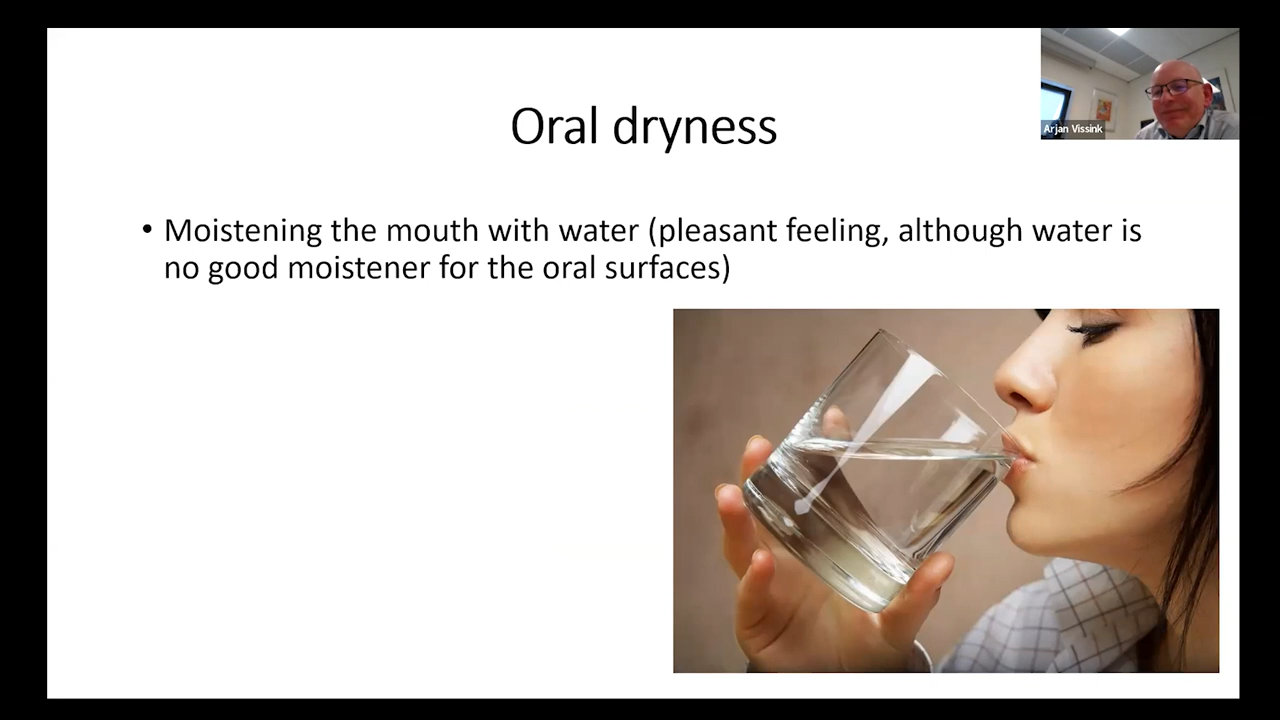 Arjan Vissink
Oral dryness
• Moistening the mouth with water (pleasant feeling, although water is
no good moistener for the oral surfaces)